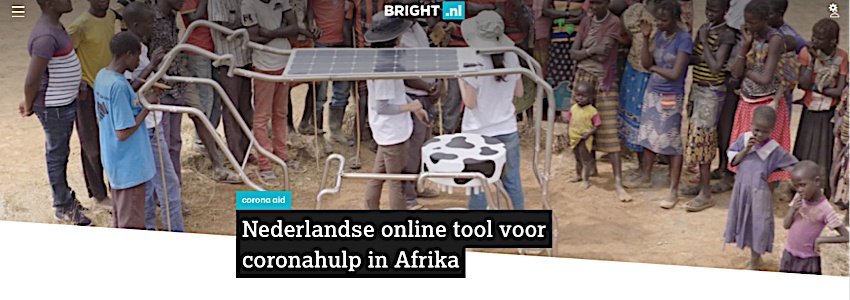 BRIGHT.nl
corona aid
Nederlandse online tool voor
coronahulp in Afrika